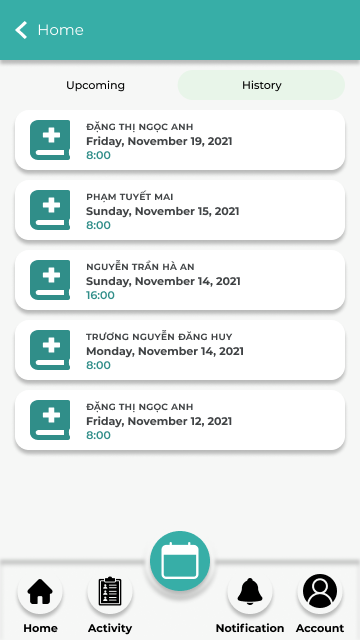 Home
Upcoming
History
ĐẶNG THỊ NGỌC ANH
Friday, November 19, 2021
8:00
PHẠM TUYẾT MAI
Sunday, November 15, 2021
8:00
NGUYỄN TRẦN HÀ AN
Sunday, November 14, 2021
16:00
TRƯƠNG NGUYỄN ĐĂNG HUY
Monday, November 14, 2021
8:00
ĐẶNG THỊ NGỌC ANH
Friday, November 12, 2021
8:00
Home
Activity
Notification
Account